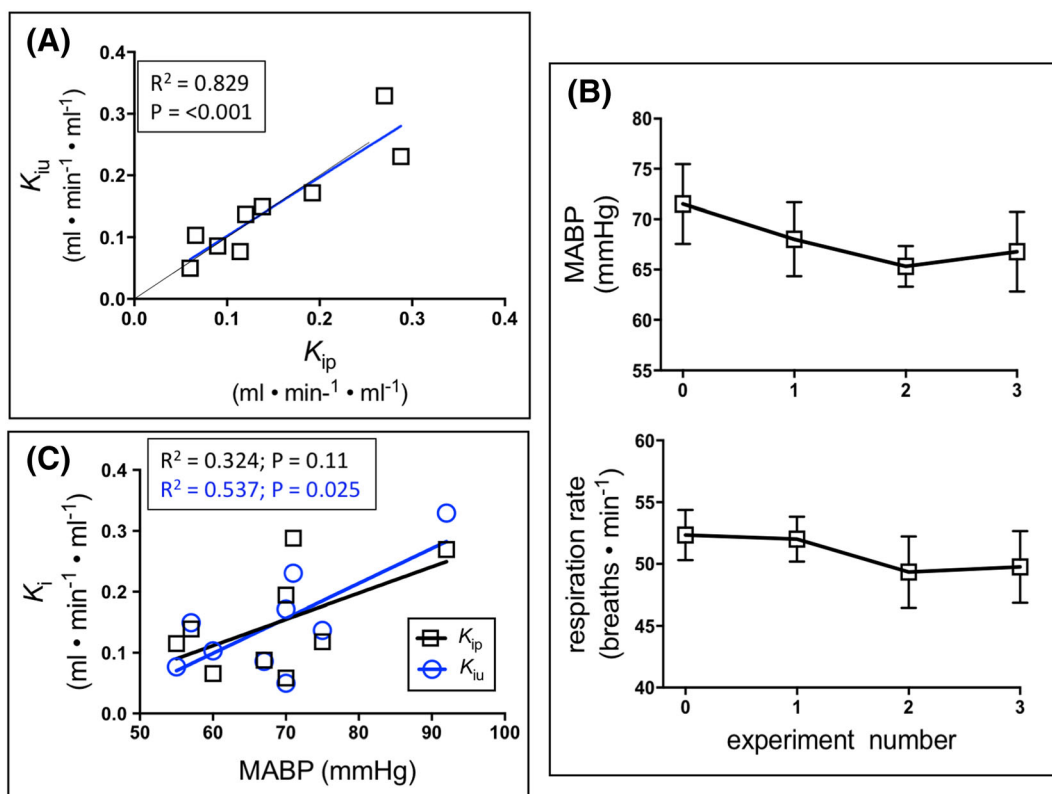 (A)
R² = 0.829
P = <0.001
K_iu
(ml • min⁻¹ • ml⁻¹)
0.4
0.3
0.2
0.1
0.0
0.0 0.1 0.2 0.3 0.4
K_ip
(ml • min-¹ • ml⁻¹)
(B)
MABP
(mmHg)
80
75
70
65
60
55
0 1 2 3
respiration rate
(breaths • min⁻¹)
60
55
50
45
40
0 1 2 3
experiment number
(C)
R² = 0.324; P = 0.11
R² = 0.537; P = 0.025
K_i
(ml • min⁻¹ • ml⁻¹)
0.4
0.3
0.2
0.1
0.0
K_ip
K_iu
50 60 70 80 90 100
MABP (mmHg)